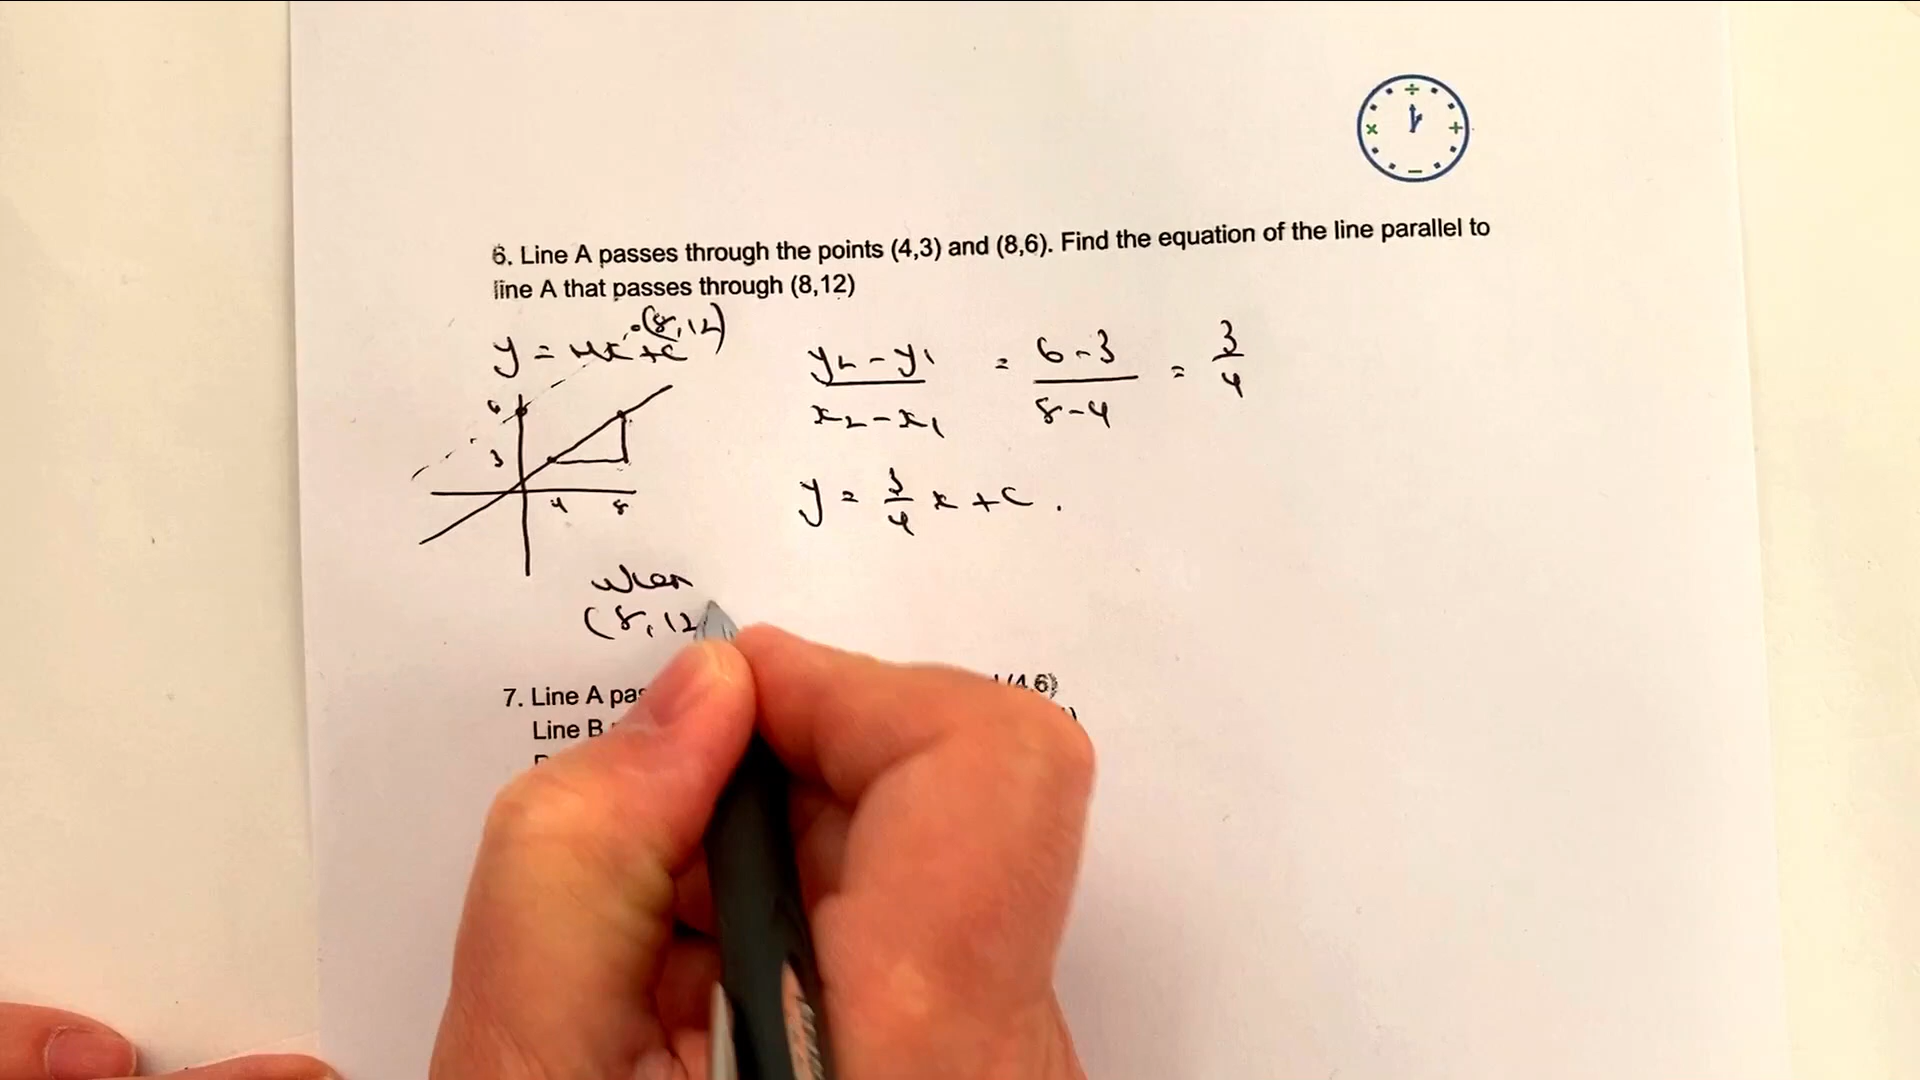 6. Line A passes through the points (4,3) and (8,6). Find the equation of the line parallel to
line A that passes through (8,12)
(8,12)
y = mx + c
y2 - y1
x2 - x1
= 6-3
8-4
= 3
4
6
3
4 8
y = 3
4 x + c .
when
(8,12
7. Line A pas
(4,6)
Line B